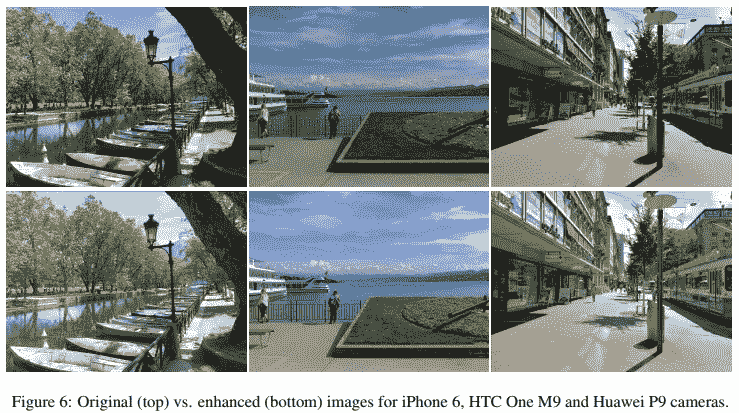 Figure 6: Original (top) vs. enhanced (bottom) images for iPhone 6, HTC One M9 and Huawei P9 cameras.